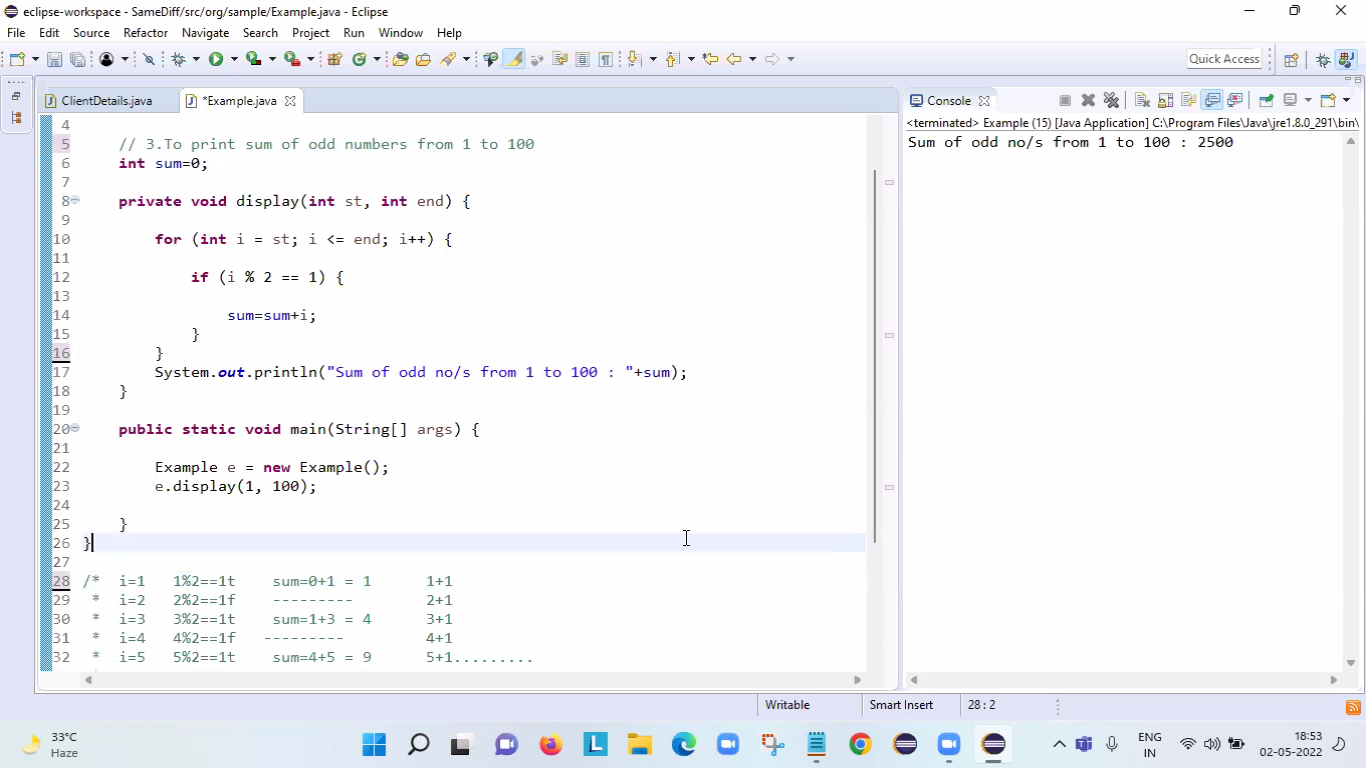 eclipse-workspace - SameDiff/src/org/sample/Example.java - Eclipse
File Edit Source Refactor Navigate Search Project Run Window Help
Quick Access
ClientDetails.java *Example.java
4
5 // 3.To print sum of odd numbers from 1 to 100
6 int sum=0;
7
8 private void display(int st, int end) {
9
10 for (int i = st; i <= end; i++) {
11
12 if (i % 2 == 1) {
13
14 sum=sum+i;
15 }
16 }
17 System.out.println("Sum of odd no/s from 1 to 100 : "+sum);
18 }
19
20 public static void main(String[] args) {
21
22 Example e = new Example();
23 e.display(1, 100);
24
25 }
26 }
27
28 /* i=1 1%2==1t sum=0+1 = 1 1+1
29 * i=2 2%2==1f --------- 2+1
30 * i=3 3%2==1t sum=1+3 = 4 3+1
31 * i=4 4%2==1f --------- 4+1
32 * i=5 5%2==1t sum=4+5 = 9 5+1.........
Console
<terminated> Example (15) [Java Application] C:\Program Files\Java\jre1.8.0_291\bin\
Sum of odd no/s from 1 to 100 : 2500
Writable Smart Insert 28 : 2
33°C
Haze
ENG
IN
18:53
02-05-2022